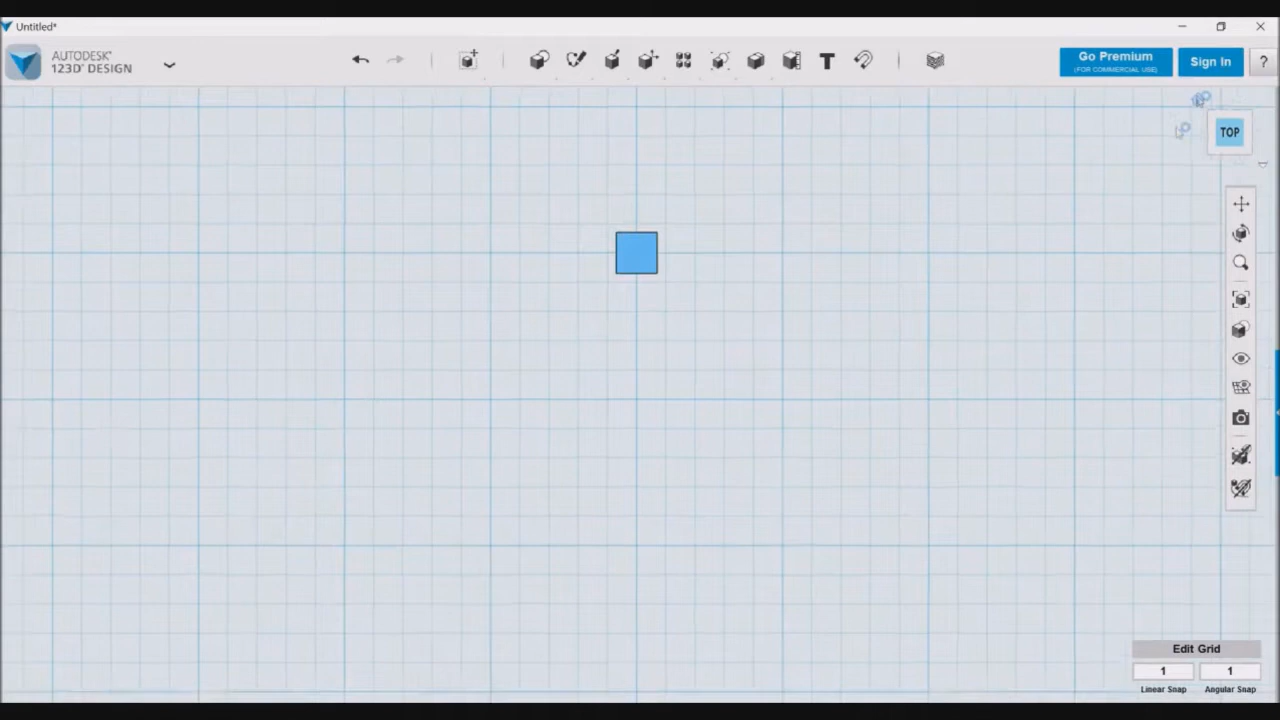 Untitled*
AUTODESK®
123D® DESIGN
T
Go Premium
(FOR COMMERCIAL USE)
Sign In
?
TOP
Edit Grid
1
1
Linear Snap
Angular Snap